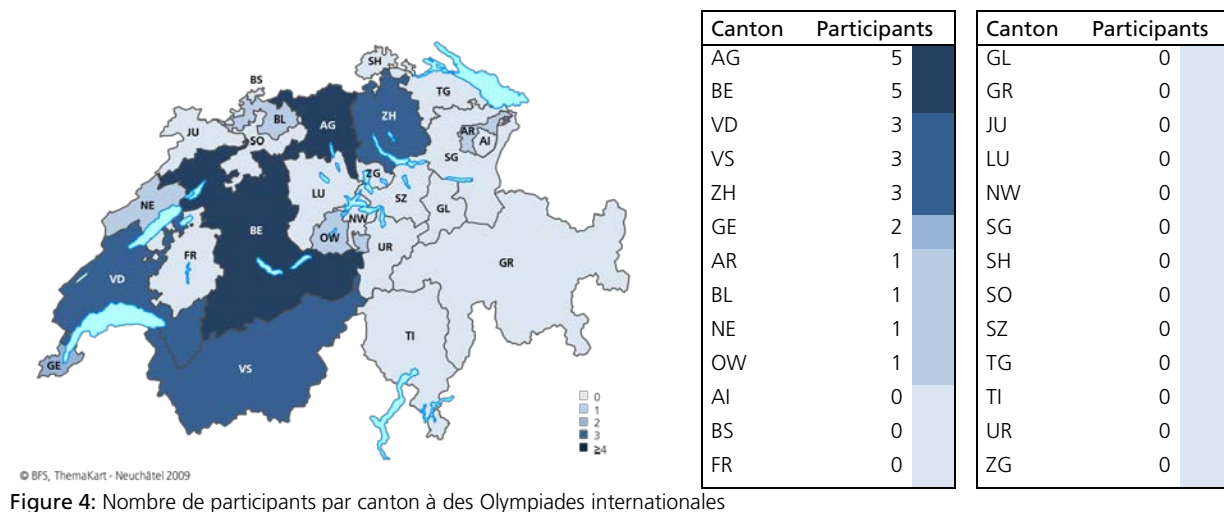 SH
BS
TG
BL
ZH
AG
JU
AR
AI
SO
SG
ZG
LU
SZ
NE
GL
NW
BE
OW
UR
FR
GR
VD
TI
GE
VS
0
1
2
3
≥4
© BFS, ThemaKart - Neuchâtel 2009
Canton Participants
AG 5
BE 5
VD 3
VS 3
ZH 3
GE 2
AR 1
BL 1
NE 1
OW 1
AI 0
BS 0
FR 0
Canton Participants
GL 0
GR 0
JU 0
LU 0
NW 0
SG 0
SH 0
SO 0
SZ 0
TG 0
TI 0
UR 0
ZG 0
Figure 4: Nombre de participants par canton à des Olympiades internationales